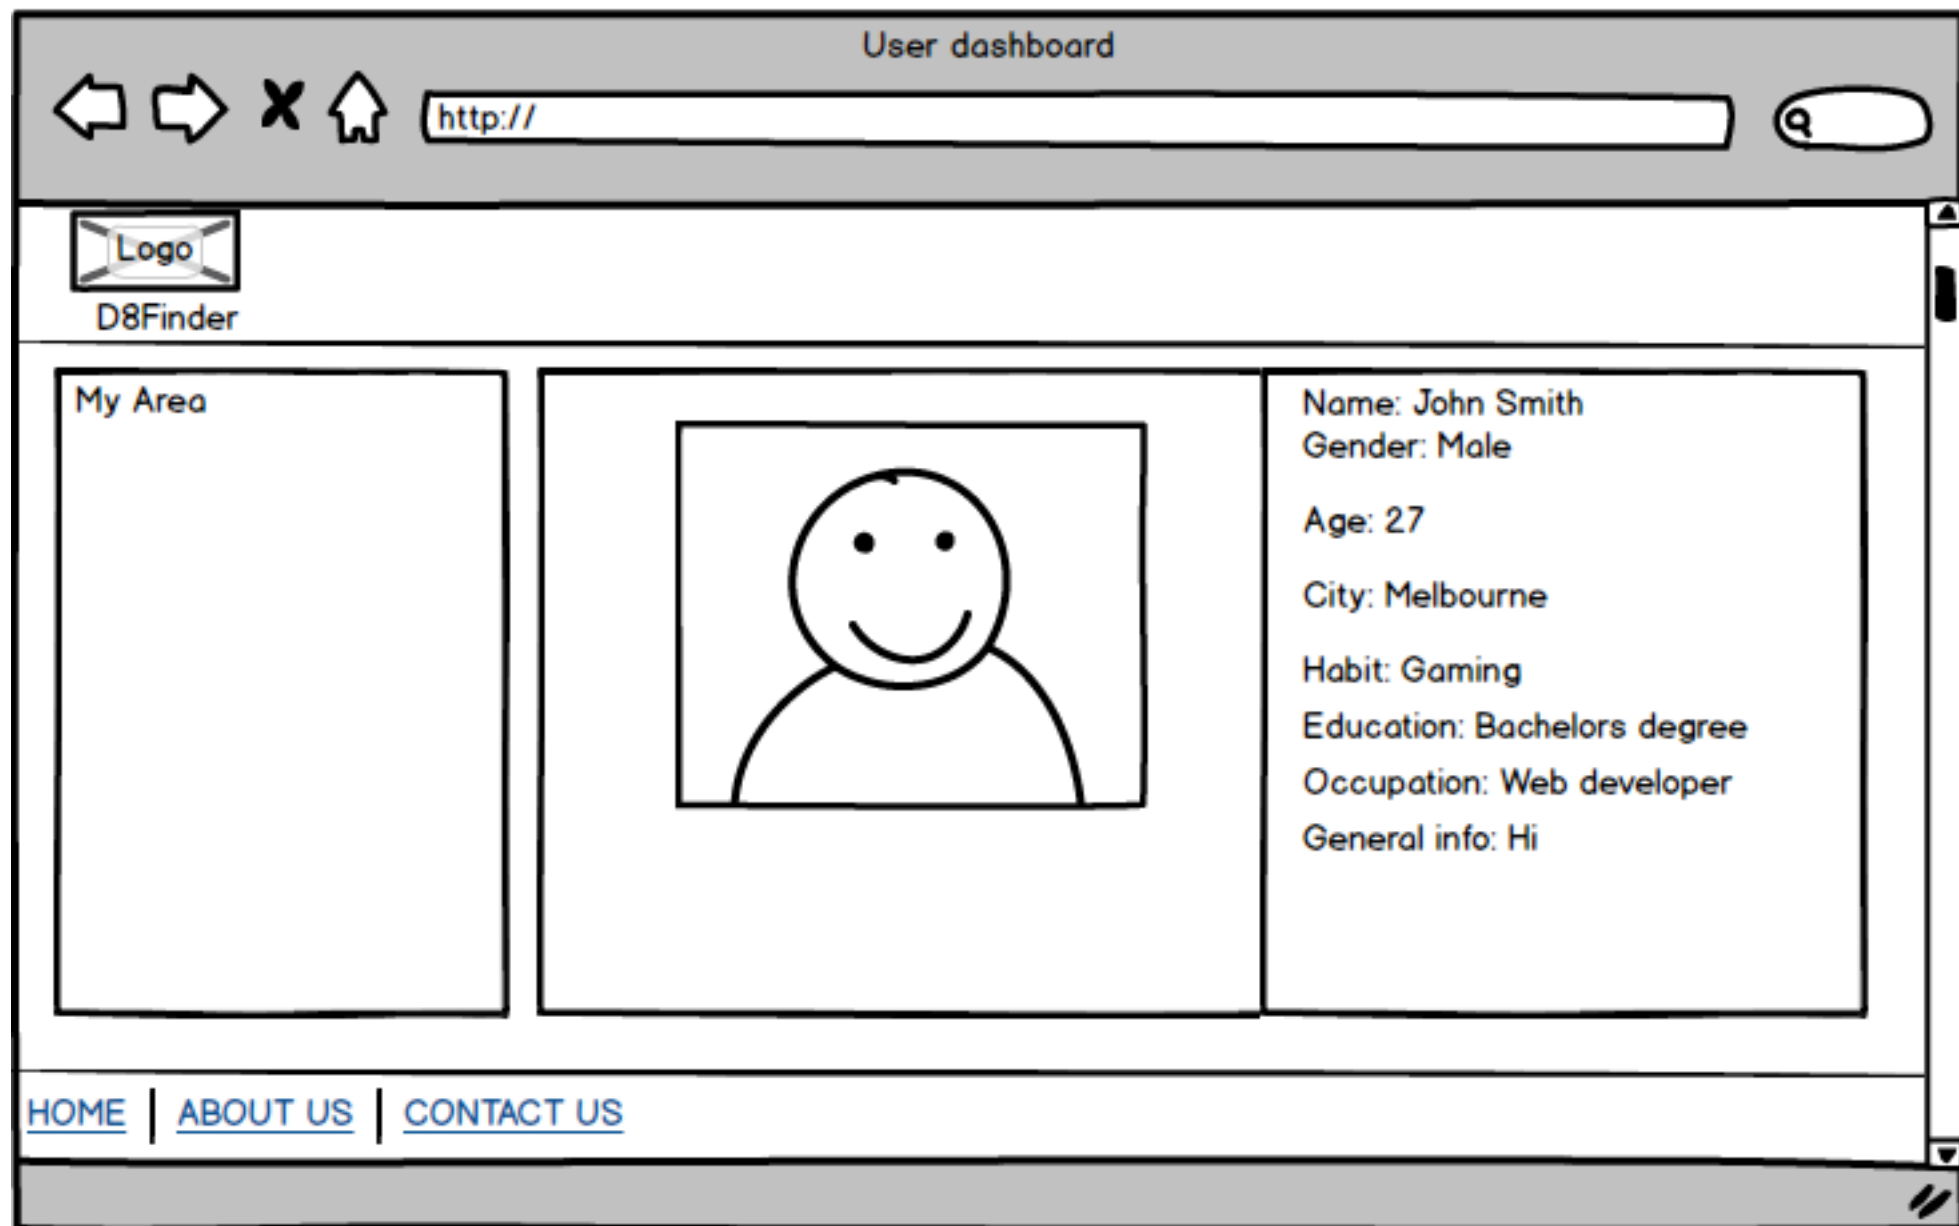 User dashboard
http://
Logo
D8Finder
My Area
Name: John Smith
Gender: Male
Age: 27
City: Melbourne
Habit: Gaming
Education: Bachelors degree
Occupation: Web developer
General info: Hi
HOME | ABOUT US | CONTACT US